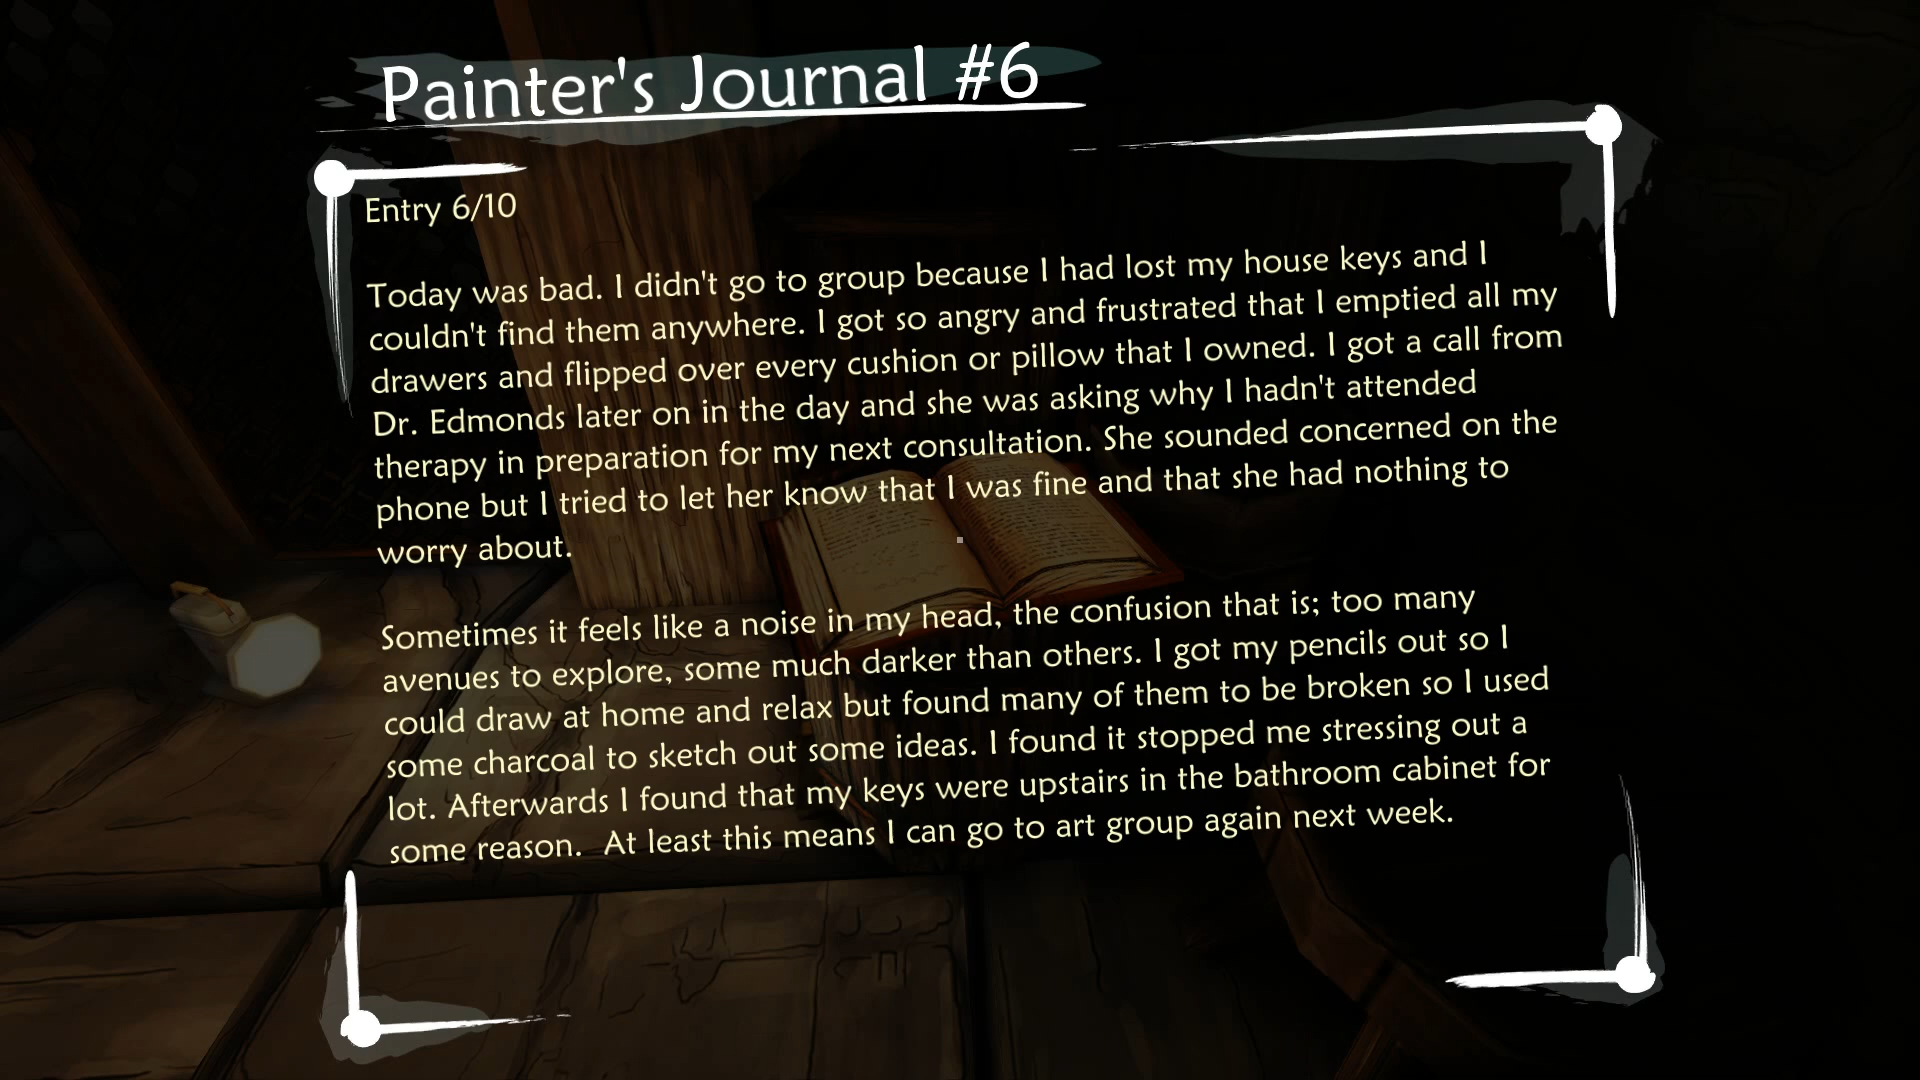 Painter's Journal #6
Entry 6/10
Today was bad. I didn't go to group because I had lost my house keys and I
couldn't find them anywhere. I got so angry and frustrated that I emptied all my
drawers and flipped over every cushion or pillow that I owned. I got a call from
Dr. Edmonds later on in the day and she was asking why I hadn't attended
therapy in preparation for my next consultation. She sounded concerned on the
phone but I tried to let her know that I was fine and that she had nothing to
worry about.
Sometimes it feels like a noise in my head, the confusion that is; too many
avenues to explore, some much darker than others. I got my pencils out so I
could draw at home and relax but found many of them to be broken so I used
some charcoal to sketch out some ideas. I found it stopped me stressing out a
lot. Afterwards I found that my keys were upstairs in the bathroom cabinet for
some reason.  At least this means I can go to art group again next week.